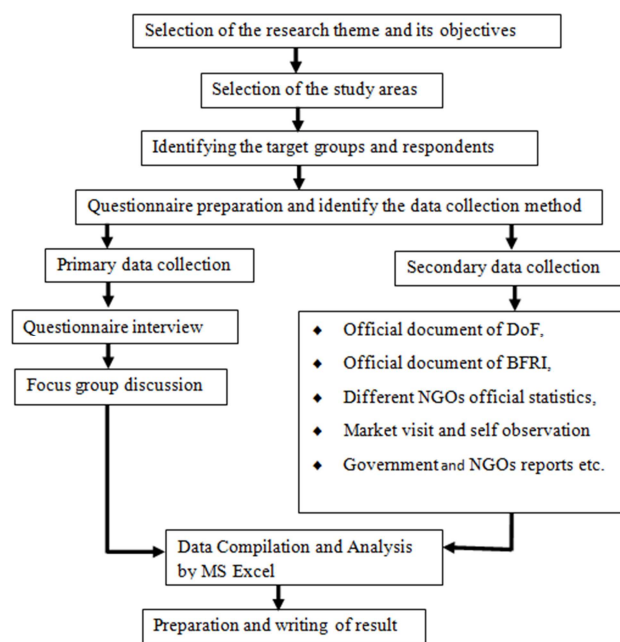 Selection of the research theme and its objectives
Selection of the study areas
Identifying the target groups and respondents
Questionnaire preparation and identify the data collection method
Primary data collection
Questionnaire interview
Focus group discussion
Secondary data collection
◆ Official document of DoF,
◆ Official document of BFRI,
◆ Different NGOs official statistics,
◆ Market visit and self observation
◆ Government and NGOs reports etc.
Data Compilation and Analysis
by MS Excel
Preparation and writing of result